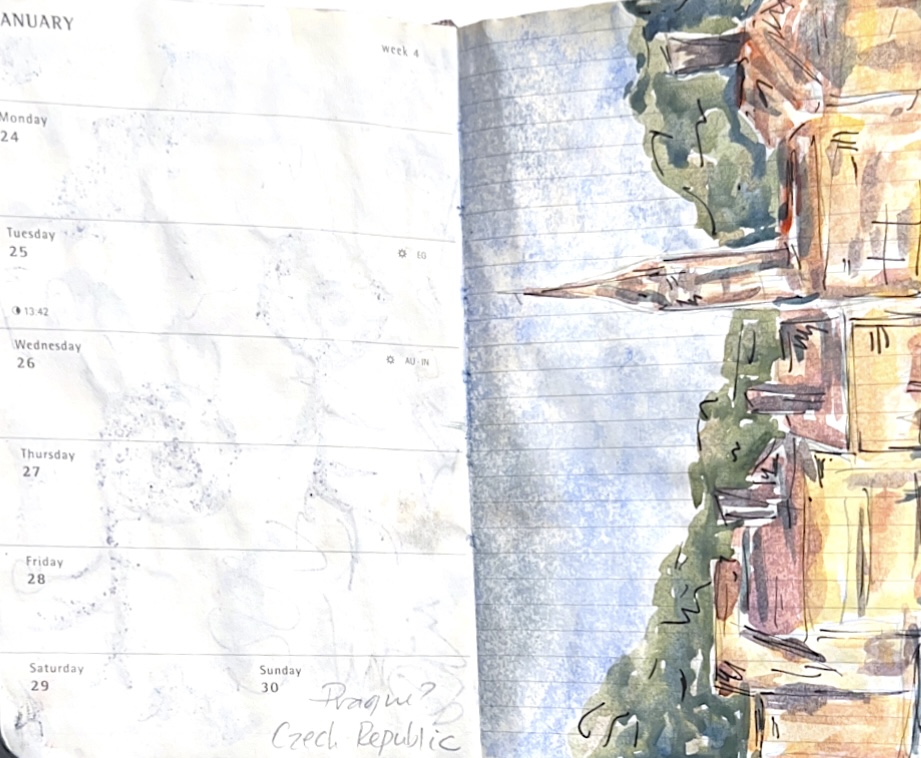 ANUARY
week 4
Monday
24
Tuesday
25
EG
13:42
Wednesday
26
AU - IN
Thursday
27
Friday
28
Saturday
29
Sunday
30
Prague?
Czech Republic